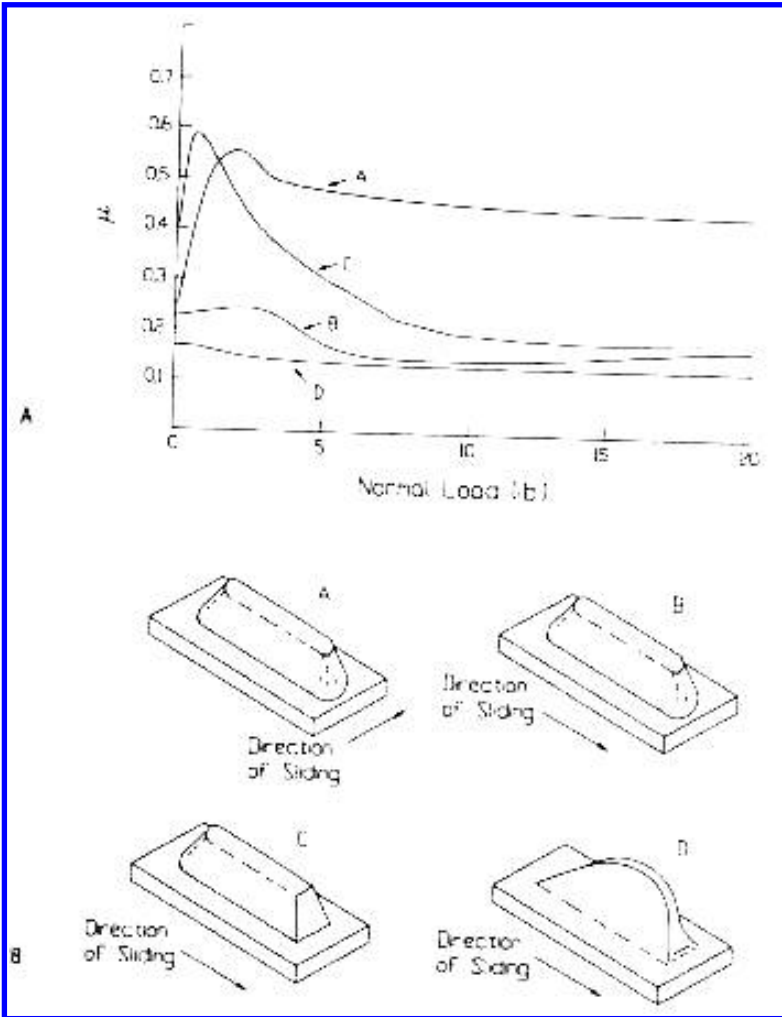 0.7
0.6
0.5
0.4
0.3
0.2
0.1
μ
A
C
B
D
A
0
5
10
15
20
Normal Load (lb)
A
B
Direction
of Sliding
Direction
of Sliding
C
D
Direction
of Sliding
Direction
of Sliding
B